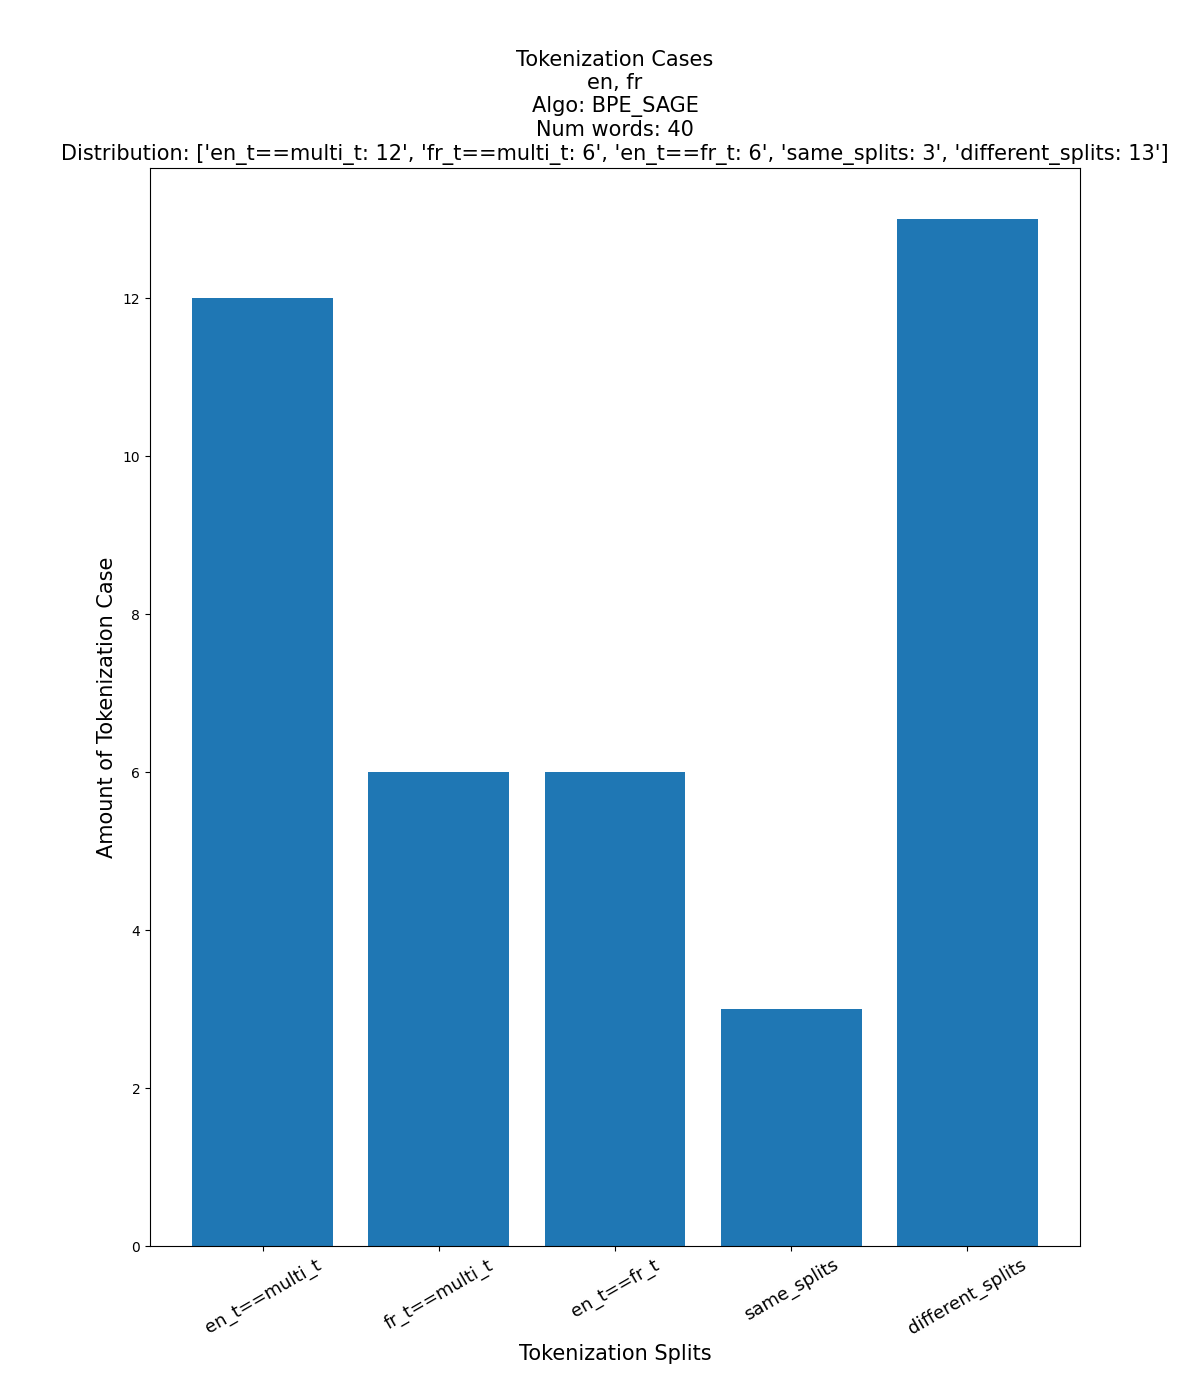 Tokenization Cases
en, fr
Algo: BPE_SAGE
Num words: 40
Distribution: ['en_t==multi_t: 12', 'fr_t==multi_t: 6', 'en_t==fr_t: 6', 'same_splits: 3', 'different_splits: 13']
Amount of Tokenization Case
12
10
8
6
4
2
0
en_t==multi_t
fr_t==multi_t
en_t==fr_t
same_splits
different_splits
Tokenization Splits